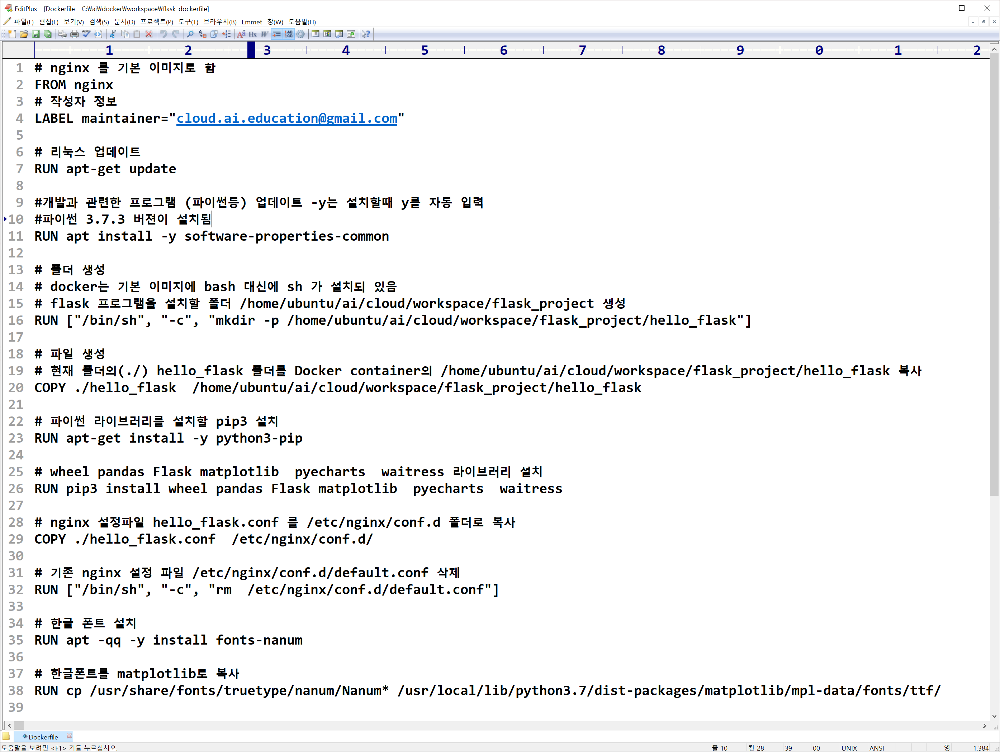 EditPlus - [Dockerfile - C:₩ai₩docker₩workspace₩flask_dockerfile]
파일(F) 편집(E) 보기(V) 검색(S) 문서(D) 프로젝트(P) 도구(T) 브라우저(B) Emmet 창(W) 도움말(H)
1 2 3 4 5 6 7 8 9 0 1 2
1 # nginx 를 기본 이미지로 함
2 FROM nginx
3 # 작성자 정보
4 LABEL maintainer="cloud.ai.education@gmail.com"
5
6 # 리눅스 업데이트
7 RUN apt-get update
8
9 #개발과 관련한 프로그램 (파이썬등) 업데이트 -y는 설치할때 y를 자동 입력
10 #파이썬 3.7.3 버젼이 설치됨
11 RUN apt install -y software-properties-common
12
13 # 폴더 생성
14 # docker는 기본 이미지에 bash 대신에 sh 가 설치되 있음
15 # flask 프로그램을 설치할 폴더 /home/ubuntu/ai/cloud/workspace/flask_project 생성
16 RUN ["/bin/sh", "-c", "mkdir -p /home/ubuntu/ai/cloud/workspace/flask_project/hello_flask"]
17
18 # 파일 생성
19 # 현재 폴더의(./) hello_flask 폴더를 Docker container의 /home/ubuntu/ai/cloud/workspace/flask_project/hello_flask 복사
20 COPY ./hello_flask  /home/ubuntu/ai/cloud/workspace/flask_project/hello_flask
21
22 # 파이썬 라이브러리를 설치할 pip3 설치
23 RUN apt-get install -y python3-pip
24
25 # wheel pandas Flask matplotlib  pyecharts  waitress 라이브러리 설치
26 RUN pip3 install wheel pandas Flask matplotlib  pyecharts  waitress
27
28 # nginx 설정파일 hello_flask.conf 를 /etc/nginx/conf.d 폴더로 복사
29 COPY ./hello_flask.conf  /etc/nginx/conf.d/
30
31 # 기존 nginx 설정 파일 /etc/nginx/conf.d/default.conf 삭제
32 RUN ["/bin/sh", "-c", "rm  /etc/nginx/conf.d/default.conf"]
33
34 # 한글 폰트 설치
35 RUN apt -qq -y install fonts-nanum
36
37 # 한글폰트를 matplotlib로 복사
38 RUN cp /usr/share/fonts/truetype/nanum/Nanum* /usr/local/lib/python3.7/dist-packages/matplotlib/mpl-data/fonts/ttf/
39
Dockerfile
도움말을 보려면 <F1> 키를 누르십시오. 줄 10 칸 28 39 00 UNIX ANSI 영 1,384